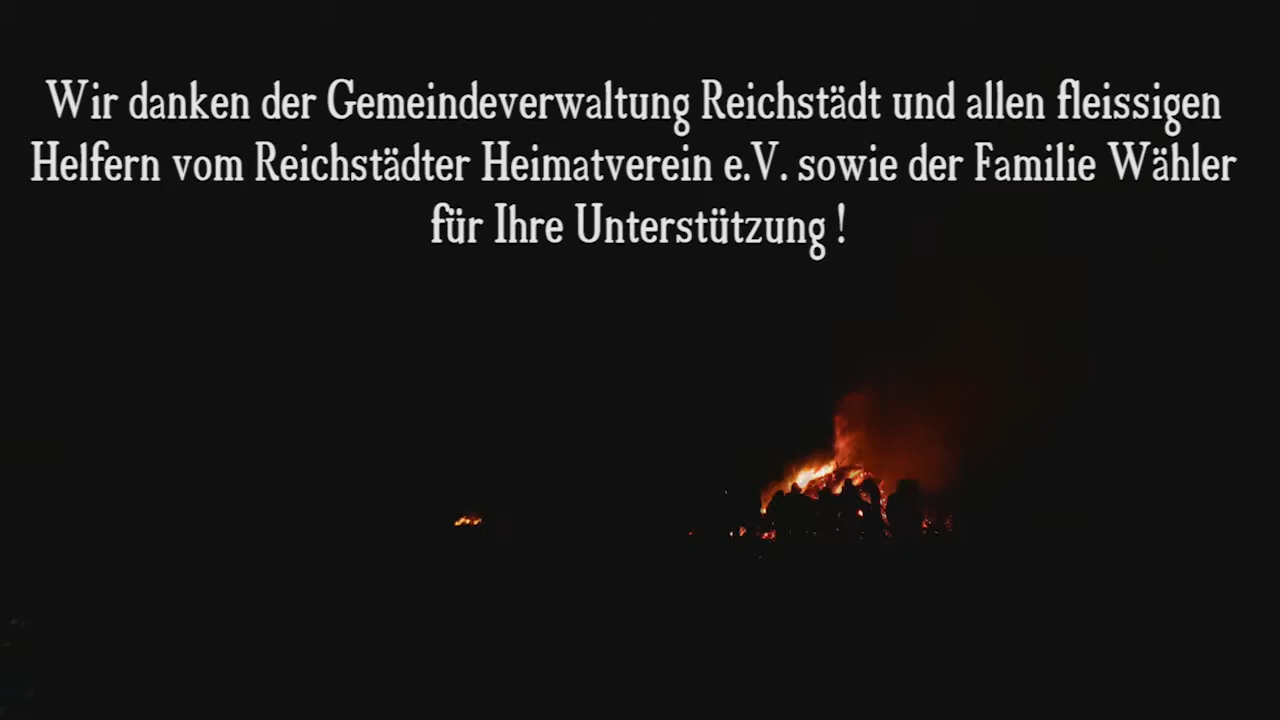 Wir danken der Gemeindeverwaltung Reichstädt und allen fleissigen
Helfern vom Reichstädter Heimatverein e.V. sowie der Familie Wähler
für Ihre Unterstützung !